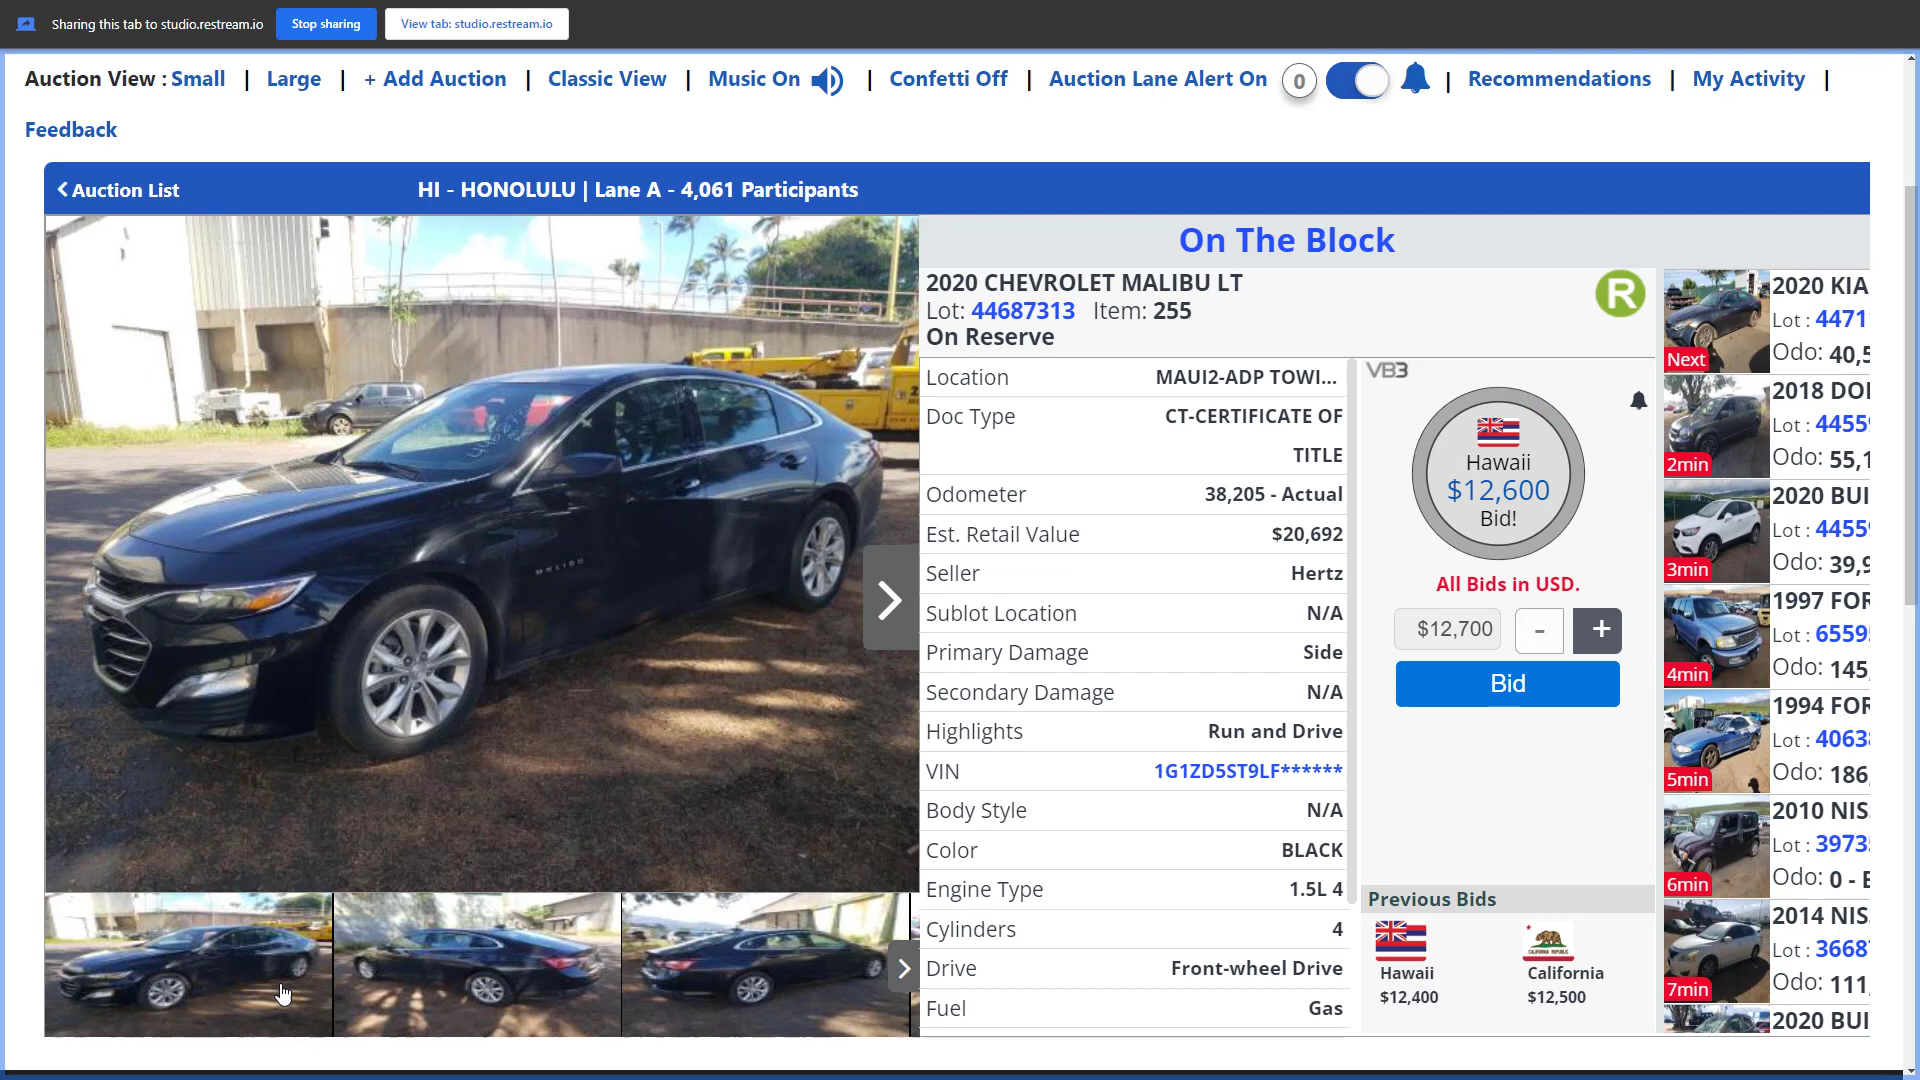 Sharing this tab to studio.restream.io
Stop sharing
View tab: studio.restream.io
Auction View : Small | Large | + Add Auction | Classic View | Music On | Confetti Off | Auction Lane Alert On 0 | Recommendations | My Activity |
Feedback
Auction List
HI - HONOLULU | Lane A - 4,061 Participants
On The Block
2020 CHEVROLET MALIBU LT
Lot: 44687313 Item: 255
On Reserve
R
Location MAUI2-ADP TOWI...
Doc Type CT-CERTIFICATE OF
TITLE
Odometer 38,205 - Actual
Est. Retail Value $20,692
Seller Hertz
Sublot Location N/A
Primary Damage Side
Secondary Damage N/A
Highlights Run and Drive
VIN 1G1ZD5ST9LF******
Body Style N/A
Color BLACK
Engine Type 1.5L 4
Cylinders 4
Drive Front-wheel Drive
Fuel Gas
VB3
Hawaii
$12,600
Bid!
All Bids in USD.
$12,700 - +
Bid
Previous Bids
Hawaii
$12,400
CALIFORNIA REPUBLIC
California
$12,500
2020 KIA
Lot : 4471
Odo: 40,5
Next
2018 DO
Lot : 4455
Odo: 55,1
2min
2020 BUI
Lot : 4455
Odo: 39,9
3min
1997 FOR
Lot : 6559
Odo: 145,
4min
1994 FOR
Lot : 4063
Odo: 186,
5min
2010 NIS
Lot : 3973
Odo: 0 - E
6min
2014 NIS
Lot : 3668
Odo: 111,
7min
2020 BUI